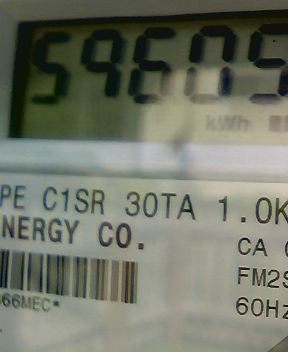 59605
kWh
PE C1SR 30TA 1.0K
NERGY CO.
CA
FM2S
66MEC*
60Hz